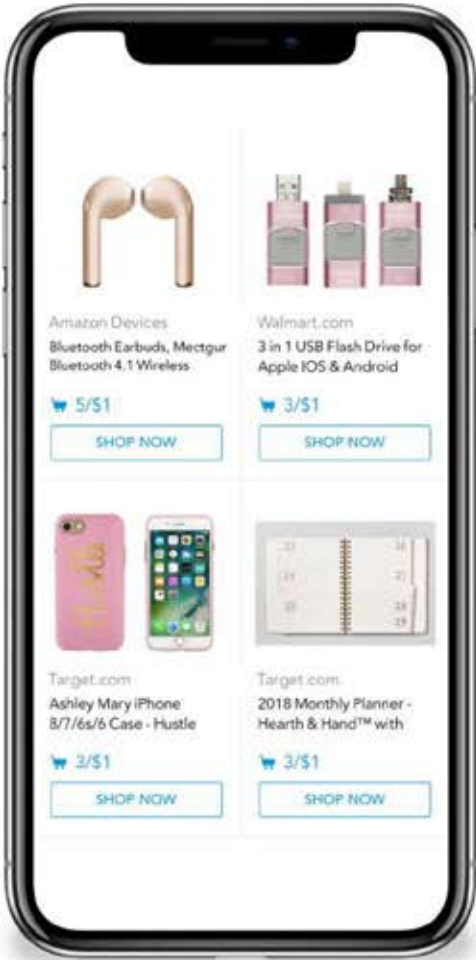 Amazon Devices
Bluetooth Earbuds, Mectgur
Bluetooth 4.1 Wireless
5/$1
SHOP NOW
Walmart.com
3 in 1 USB Flash Drive for
Apple IOS & Android
3/$1
SHOP NOW
Hustle
Target.com
Ashley Mary iPhone
8/7/6s/6 Case - Hustle
3/$1
SHOP NOW
Target.com
2018 Monthly Planner -
Hearth & Hand™ with
3/$1
SHOP NOW